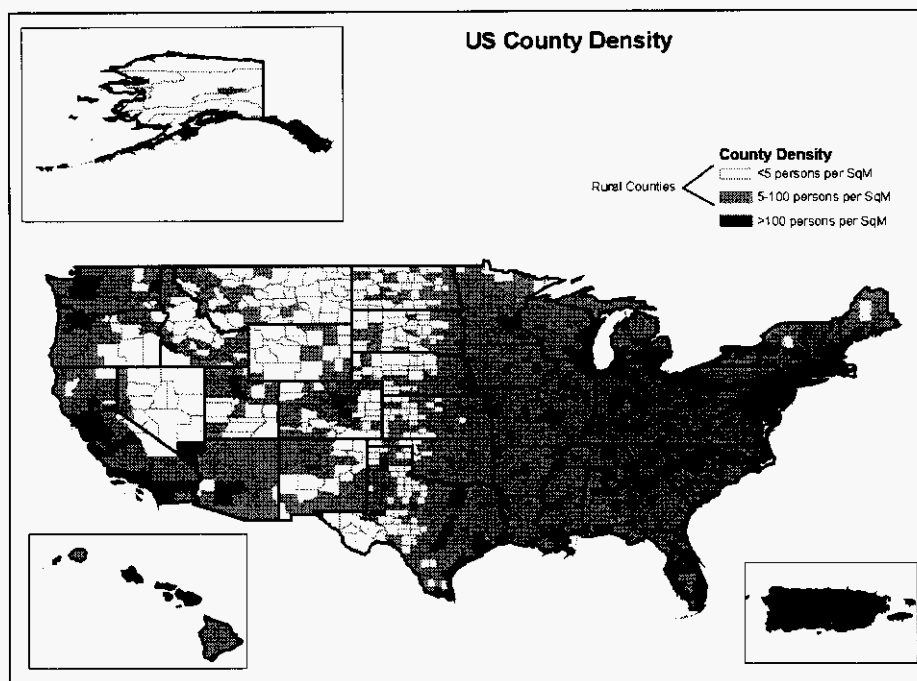 US County Density
County Density
Rural Counties
<5 persons per SqM
5-100 persons per SqM
>100 persons per SqM